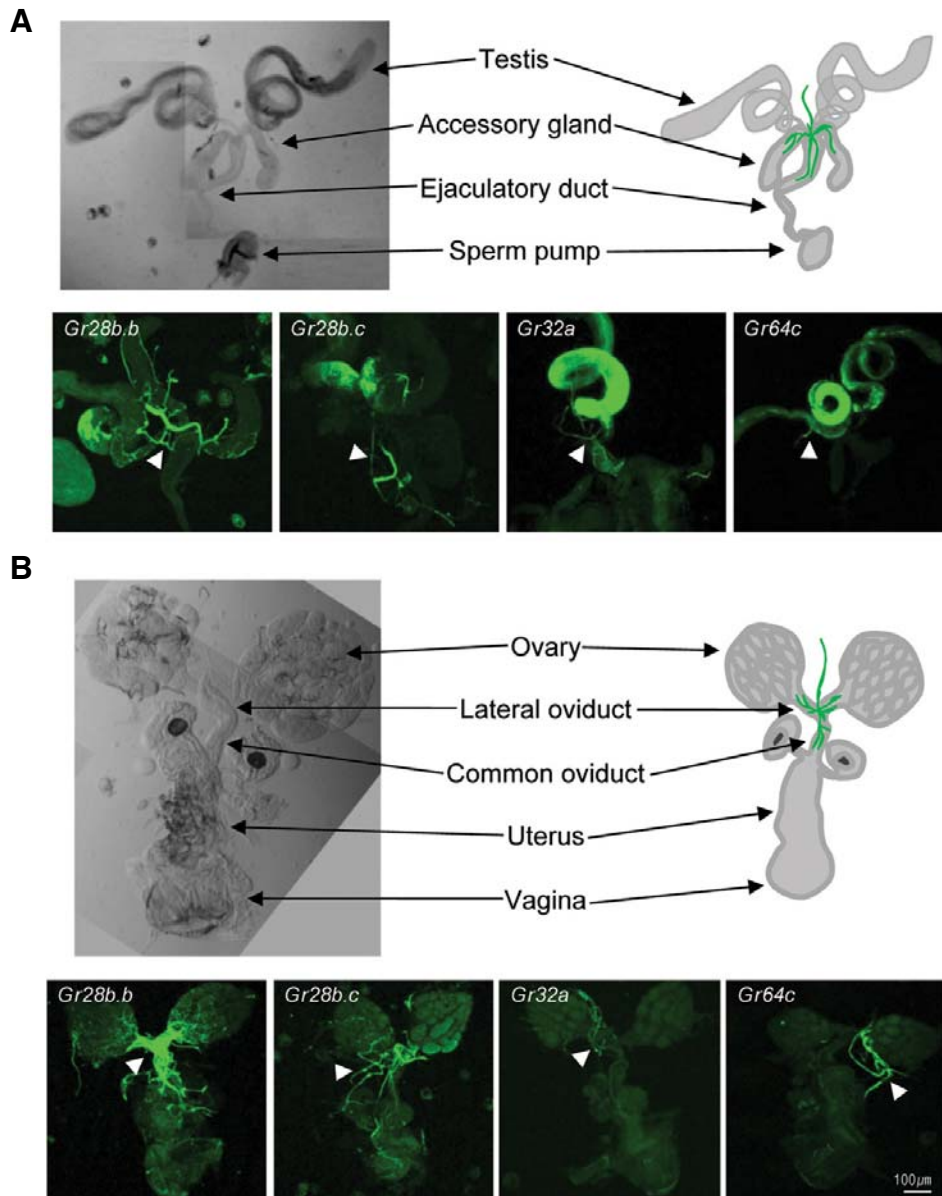 A
Testis
Accessory gland
Ejaculatory duct
Sperm pump
Gr28b.b
Gr28b.c
Gr32a
Gr64c
B
Ovary
Lateral oviduct
Common oviduct
Uterus
Vagina
Gr28b.b
Gr28b.c
Gr32a
Gr64c
100㎛